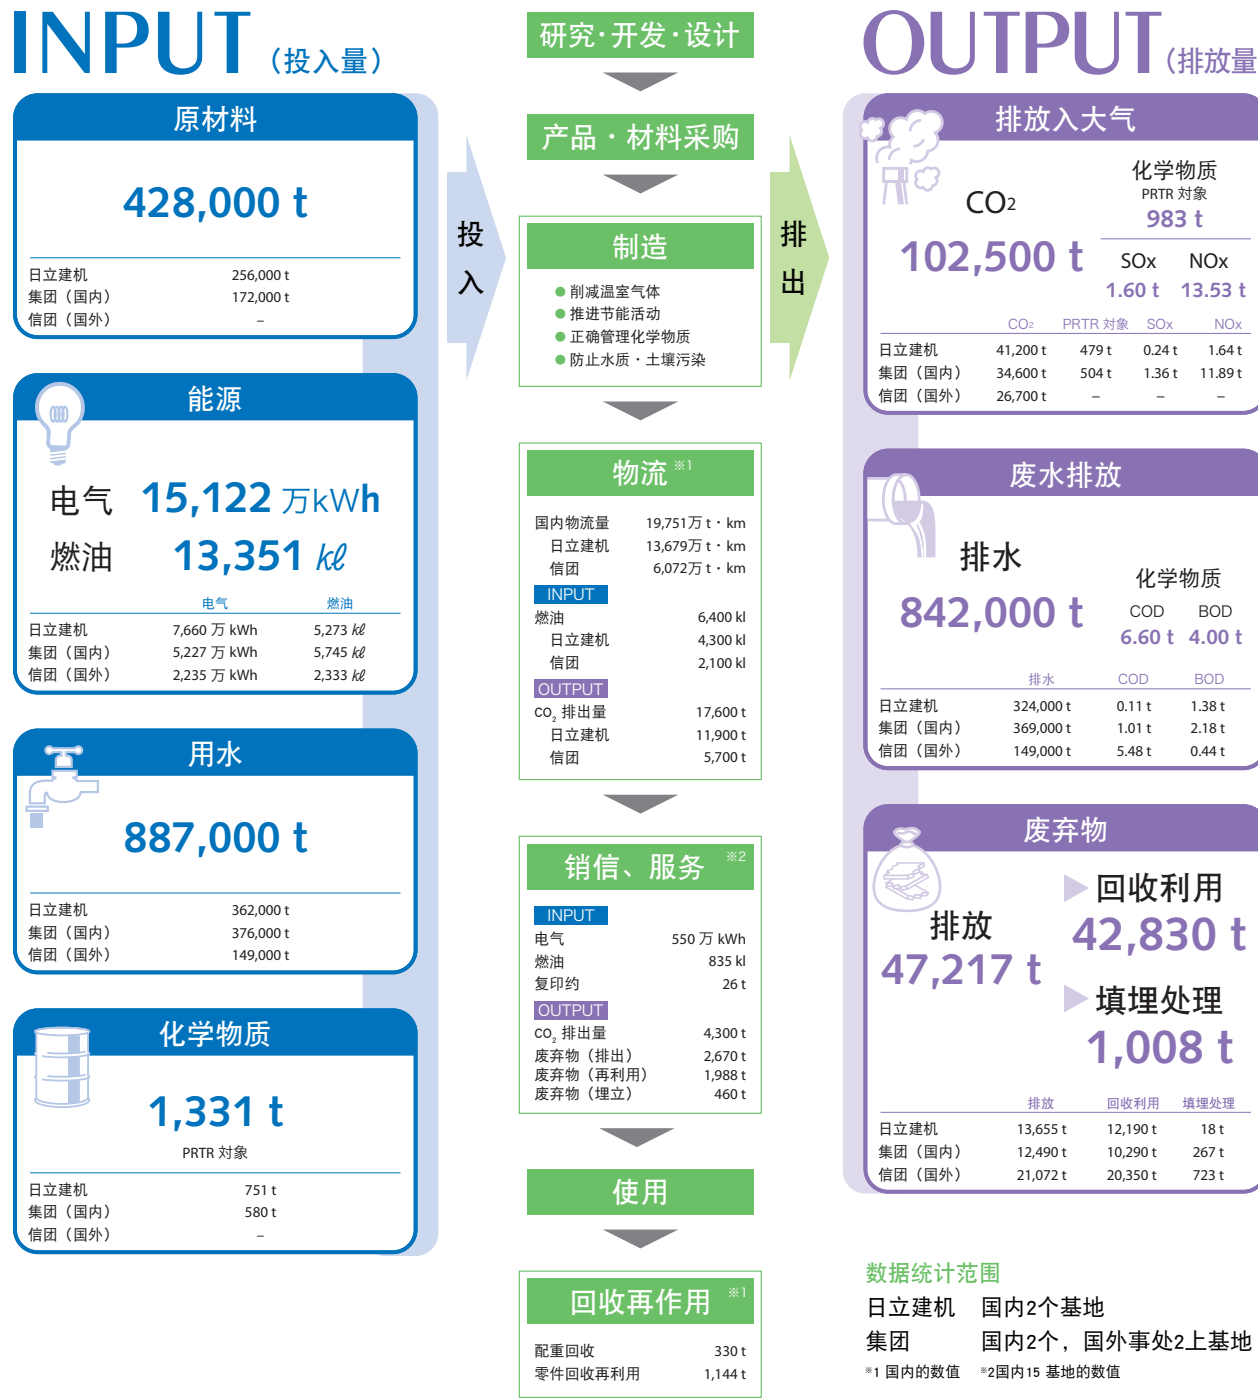 INPUT（投入量）
原材料
428,000 t
日立建机 256,000 t
集团（国内） 172,000 t
信团（国外） –
能源
电气 15,122 万kWh
燃油 13,351 kℓ
电气 燃油
日立建机 7,660 万 kWh 5,273 kℓ
集团（国内） 5,227 万 kWh 5,745 kℓ
信团（国外） 2,235 万 kWh 2,333 kℓ
用水
887,000 t
日立建机 362,000 t
集团（国内） 376,000 t
信团（国外） 149,000 t
化学物质
1,331 t
PRTR 对象
日立建机 751 t
集团（国内） 580 t
信团（国外） –
投入
研究·开发·设计
产品·材料采购
制造
●削减温室气体
●推进节能活动
●正确管理化学物质
●防止水质·土壤污染
物流 ※1
国内物流量 19,751万 t·km
日立建机 13,679万 t·km
信团 6,072万 t·km
INPUT
燃油 6,400 kl
日立建机 4,300 kl
信团 2,100 kl
OUTPUT
CO₂ 排出量 17,600 t
日立建机 11,900 t
信团 5,700 t
销信、服务 ※2
INPUT
电气 550 万 kWh
燃油 835 kl
复印约 26 t
OUTPUT
CO₂ 排出量 4,300 t
废弃物（排出） 2,670 t
废弃物（再利用） 1,988 t
废弃物（埋立） 460 t
使用
回收再作用 ※1
配重回收 330 t
零件回收再利用 1,144 t
排出
OUTPUT（排放量
排放入大气
CO2
102,500 t
化学物质
PRTR 对象
983 t
SOx NOx
1.60 t 13.53 t
CO2 PRTR 对象 SOx NOx
日立建机 41,200 t 479 t 0.24 t 1.64 t
集团（国内） 34,600 t 504 t 1.36 t 11.89 t
信团（国外） 26,700 t – – –
废水排放
排水
842,000 t
化学物质
COD BOD
6.60 t 4.00 t
排水 COD BOD
日立建机 324,000 t 0.11 t 1.38 t
集团（国内） 369,000 t 1.01 t 2.18 t
信团（国外） 149,000 t 5.48 t 0.44 t
废弃物
排放
47,217 t
回收利用
42,830 t
填埋处理
1,008 t
排放 回收利用 填埋处理
日立建机 13,655 t 12,190 t 18 t
集团（国内） 12,490 t 10,290 t 267 t
信团（国外） 21,072 t 20,350 t 723 t
数据统计范围
日立建机 国内2个基地
集团 国内2个，国外事处2上基地
※1 国内的数值 ※2国内15 基地的数值